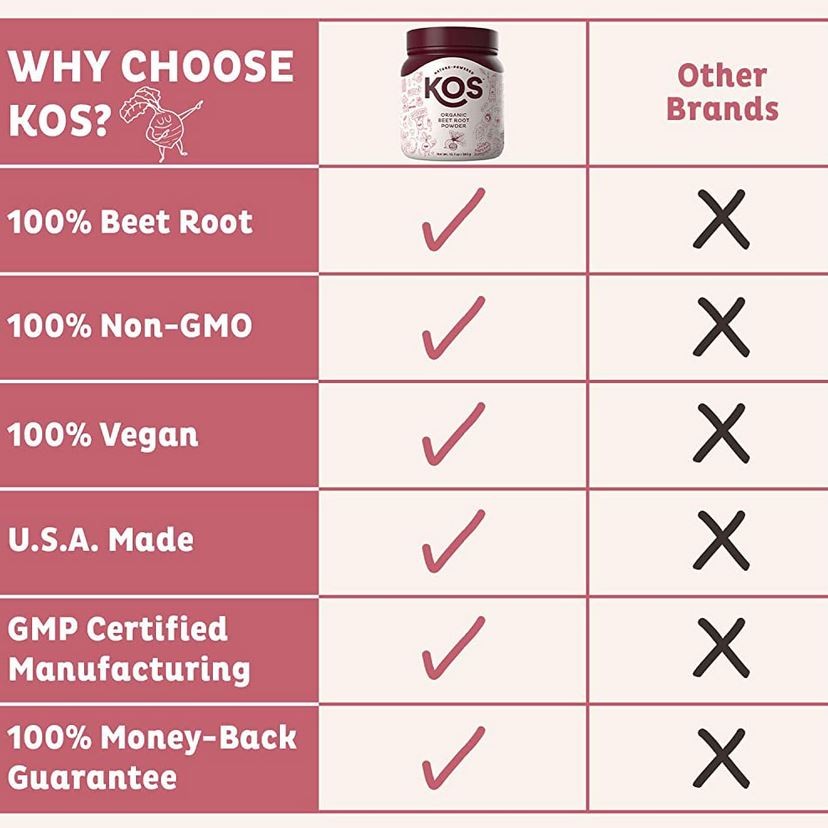 WHY CHOOSE
KOS?
NATURE-POWERED
KOS
ORGANIC
BEET ROOT
POWDER
Other
Brands
100% Beet Root
100% Non-GMO
100% Vegan
U.S.A. Made
GMP Certified
Manufacturing
100% Money-Back
Guarantee